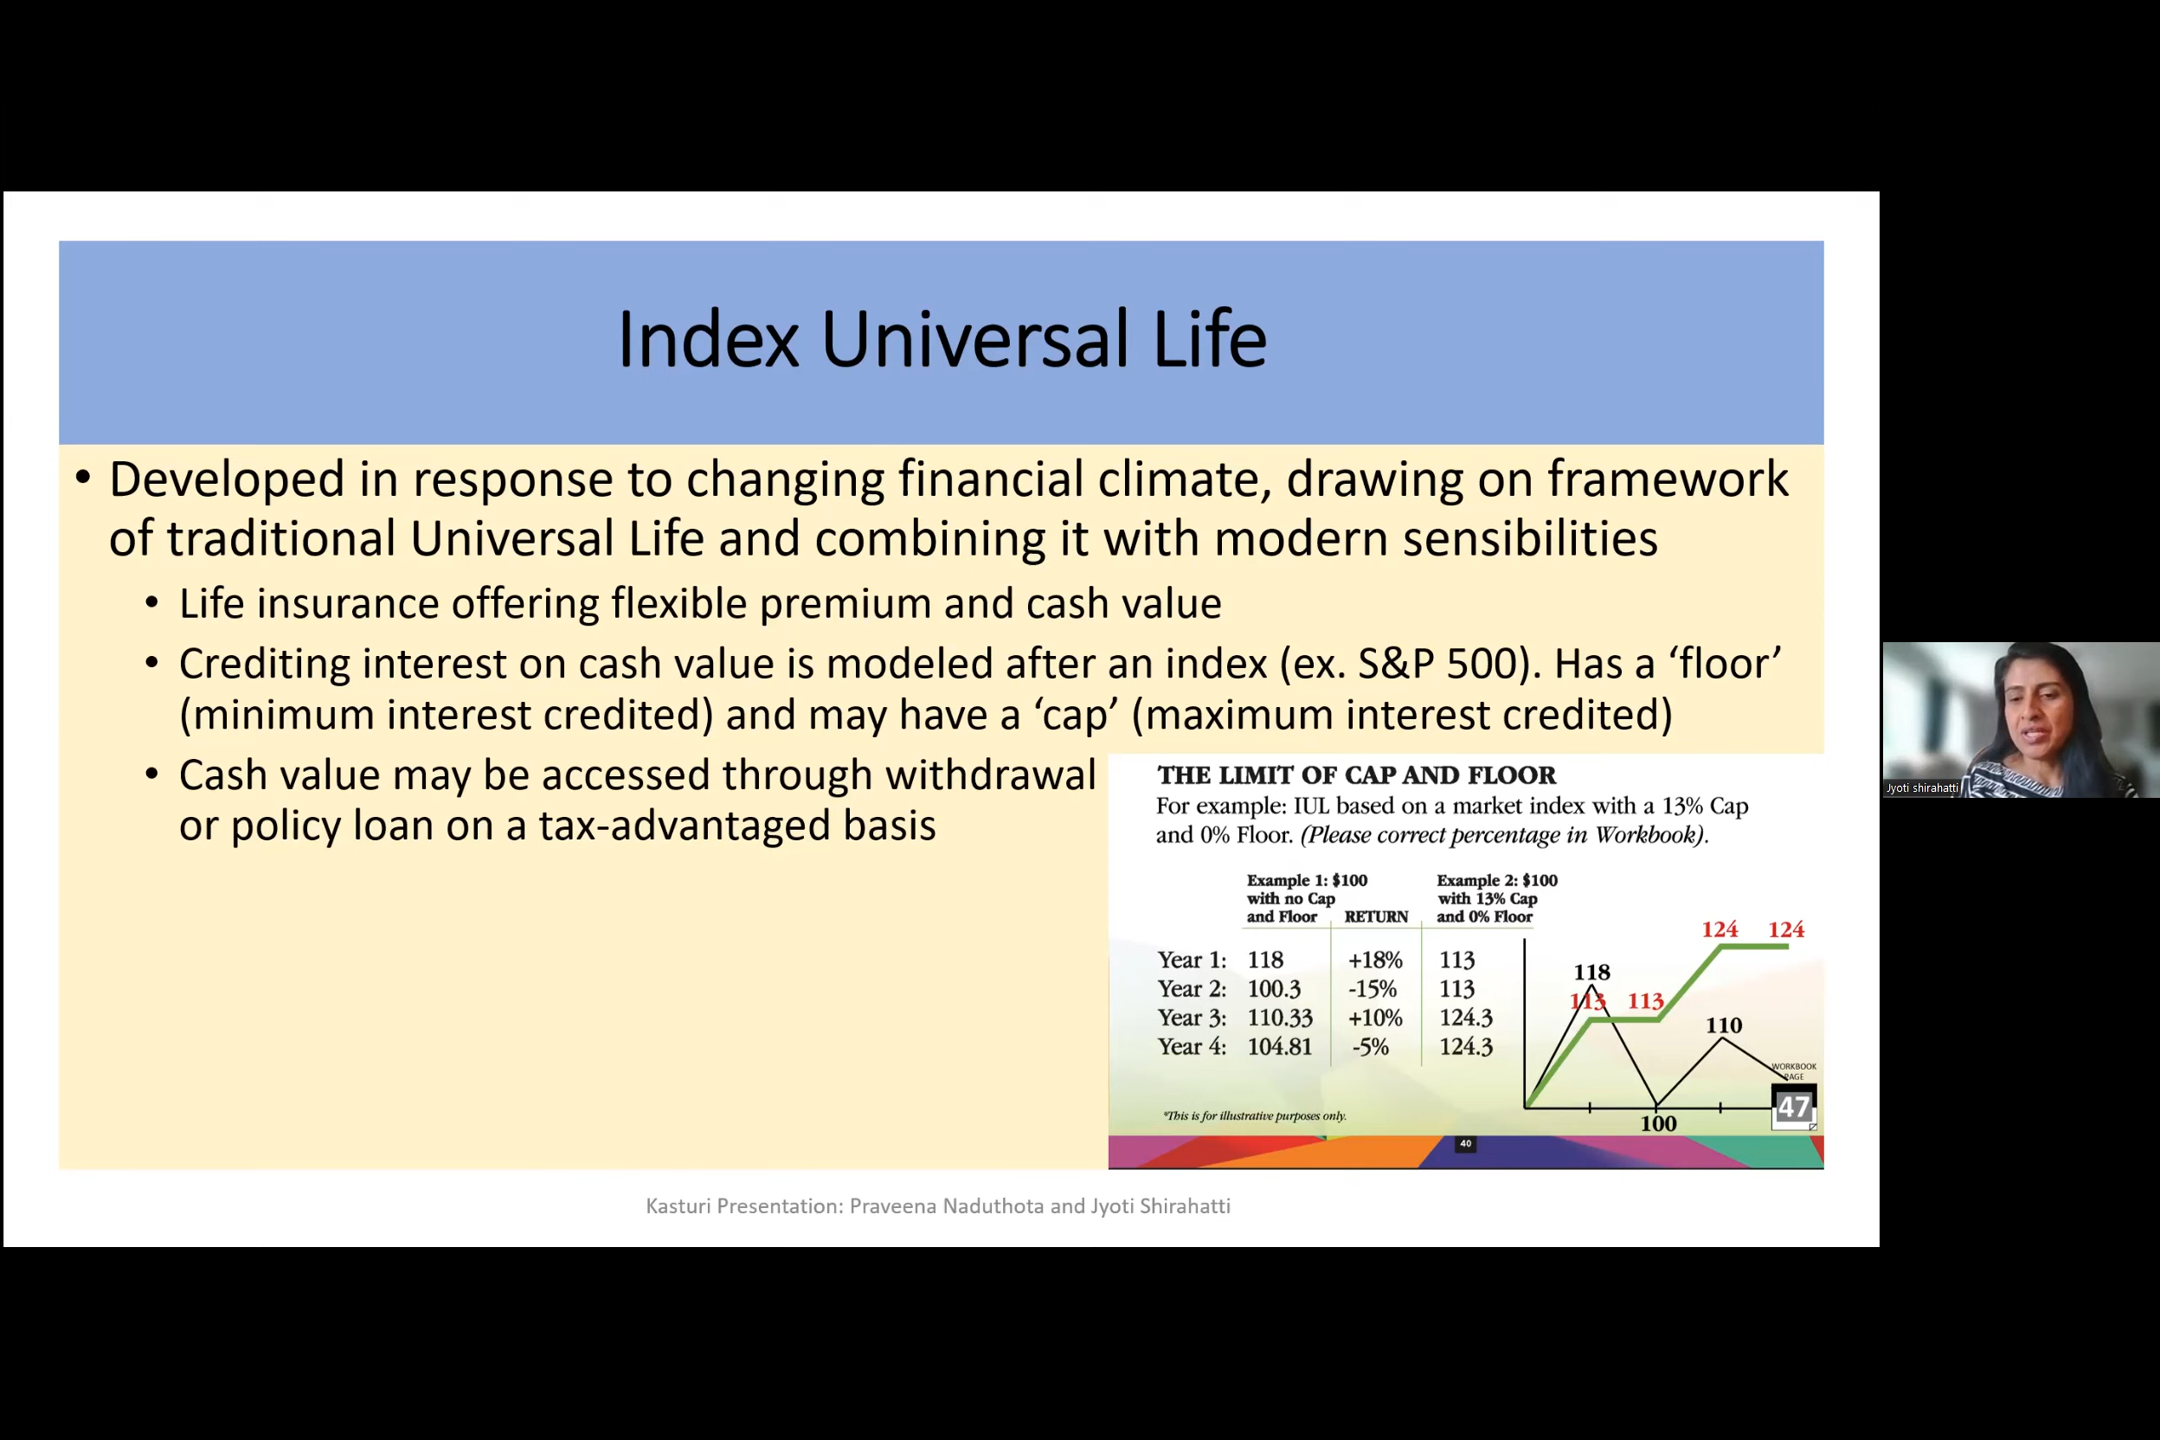 Index Universal Life
• Developed in response to changing financial climate, drawing on framework
of traditional Universal Life and combining it with modern sensibilities
• Life insurance offering flexible premium and cash value
• Crediting interest on cash value is modeled after an index (ex. S&P 500). Has a ‘floor’
(minimum interest credited) and may have a ‘cap’ (maximum interest credited)
• Cash value may be accessed through withdrawal
or policy loan on a tax-advantaged basis
THE LIMIT OF CAP AND FLOOR
For example: IUL based on a market index with a 13% Cap
and 0% Floor. (Please correct percentage in Workbook).
Example 1: $100
with no Cap
and Floor
RETURN
Example 2: $100
with 13% Cap
and 0% Floor
Year 1: 118 +18% 113
Year 2: 100.3 -15% 113
Year 3: 110.33 +10% 124.3
Year 4: 104.81 -5% 124.3
124 124
118
113 113
110
100
WORKBOOK
PAGE
47
*This is for illustrative purposes only.
40
Kasturi Presentation: Praveena Naduthota and Jyoti Shirahatti
Jyoti shirahatti